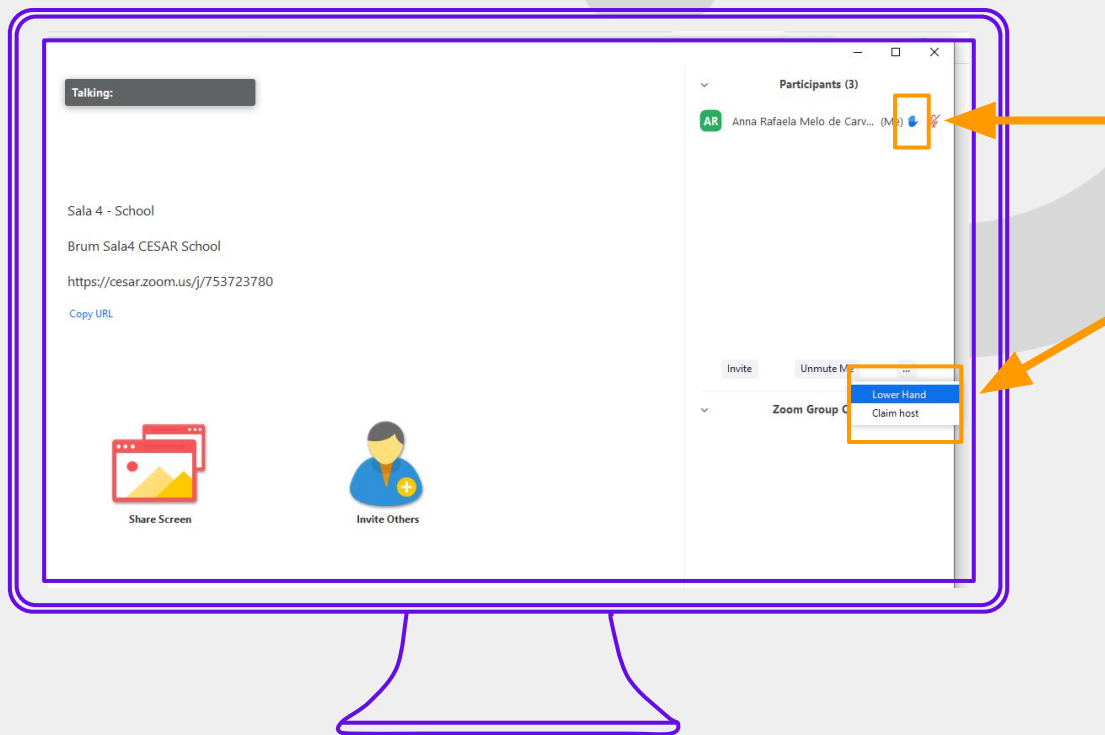 Talking:
Sala 4 - School
Brum Sala4 CESAR School
https://cesar.zoom.us/j/753723780
Copy URL
Share Screen
Invite Others
Participants (3)
AR Anna Rafaela Melo de Carv... (Me)
Invite Unmute Me ...
Lower Hand
Claim host
Zoom Group